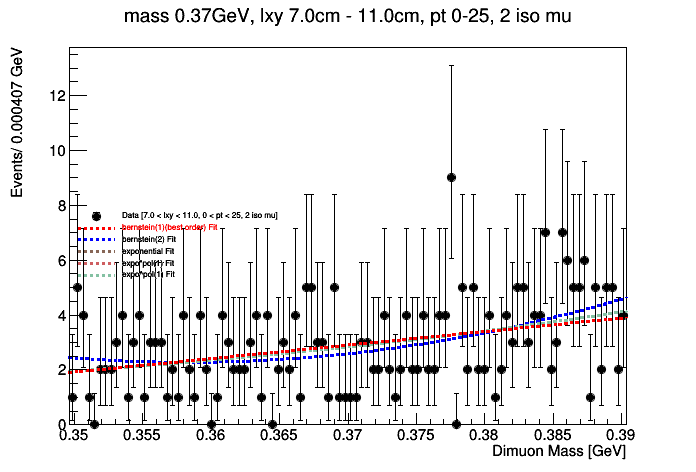 mass 0.37GeV, lxy 7.0cm - 11.0cm, pt 0-25, 2 iso mu
Events/ 0.000407 GeV
12
10
8
6
4
2
0
Data [7.0 < lxy < 11.0, 0 < pt < 25, 2 iso mu]
bernstein(1)(best order) Fit
bernstein(2) Fit
exponential Fit
expo*pol(1) Fit
expo*pol(1) Fit
0.35
0.355
0.36
0.365
0.37
0.375
0.38
0.385
0.39
Dimuon Mass [GeV]